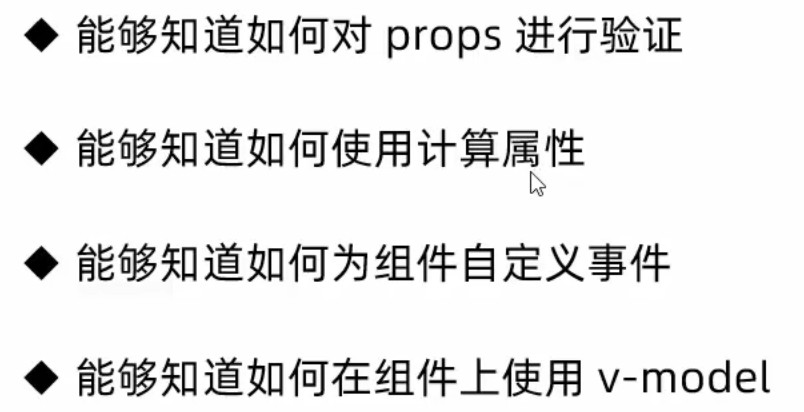 ◆ 能够知道如何对 props 进行验证
◆ 能够知道如何使用计算属性
◆ 能够知道如何为组件自定义事件
◆ 能够知道如何在组件上使用 v-model